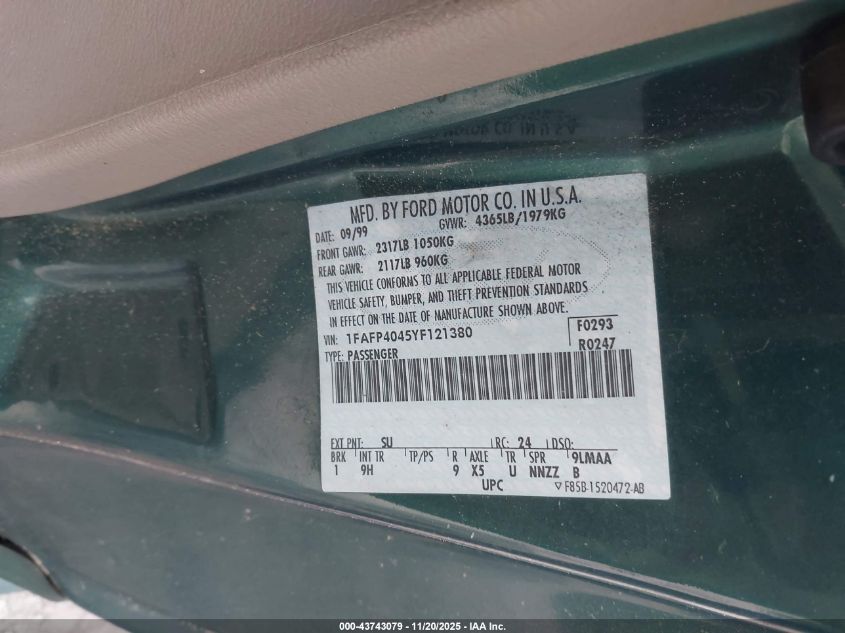 MFD. BY FORD MOTOR CO. IN U.S.A.
DATE: 09/99 GVWR: 4365LB/1979KG
FRONT GAWR: 2317LB 1050KG
REAR GAWR: 2117LB 960KG
THIS VEHICLE CONFORMS TO ALL APPLICABLE FEDERAL MOTOR
VEHICLE SAFETY, BUMPER, AND THEFT PREVENTION STANDARDS
IN EFFECT ON THE DATE OF MANUFACTURE SHOWN ABOVE.
VIN: 1FAFP4045YF121380 F0293
TYPE: PASSENGER R0247
EXT PNT: SU RC: 24 DSO:
BRK INT TR TP/PS R AXLE TR SPR 9LMAA
1 9H 9 X5 U NNZZ B
UPC ▽F85B-1520472-AB
000-43743079 - 11/20/2025 - IAA Inc.